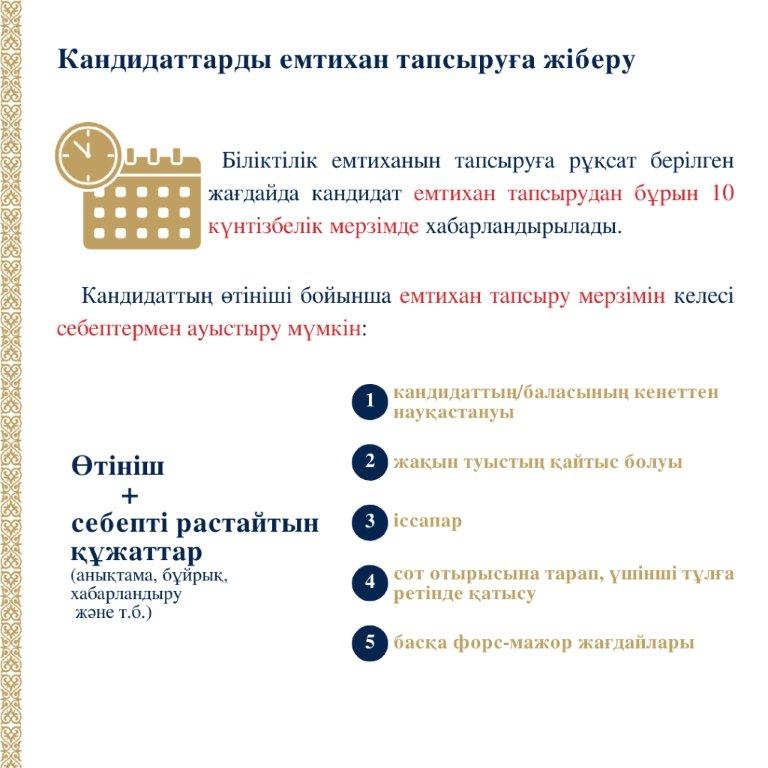 Кандидаттарды емтихан тапсыруға жіберу
Біліктілік емтиханын тапсыруға рұқсат берілген
жағдайда кандидат емтихан тапсырудан бұрын 10
күнтізбелік мерзімде хабарландырылады.
Кандидаттың өтініші бойынша емтихан тапсыру мерзімін келесі
себептермен ауыстыру мүмкін:
Өтініш
+
себепті растайтын
құжаттар
(анықтама, бұйрық,
хабарландыру
және т.б.)
1 кандидаттың/баласының кенеттен
науқастануы
2 жақын туыстың қайтыс болуы
3 іссапар
4 сот отырысына тарап, үшінші тұлға
ретінде қатысу
5 басқа форс-мажор жағдайлары